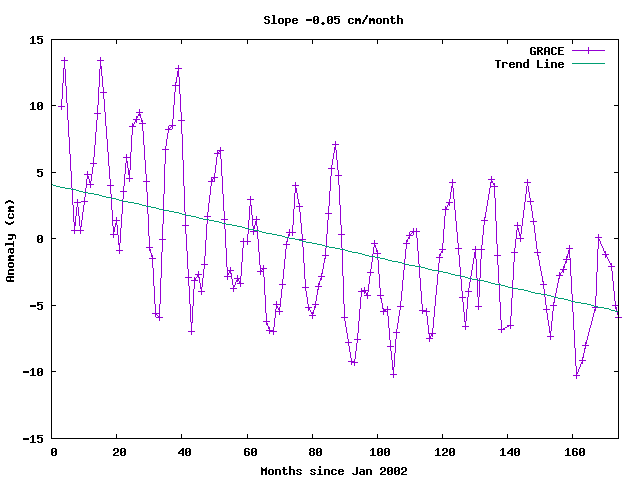 Slope -0.05 cm/month
GRACE
Trend Line
Anomaly (cm)
15
10
5
0
-5
-10
-15
0 20 40 60 80 100 120 140 160
Months since Jan 2002